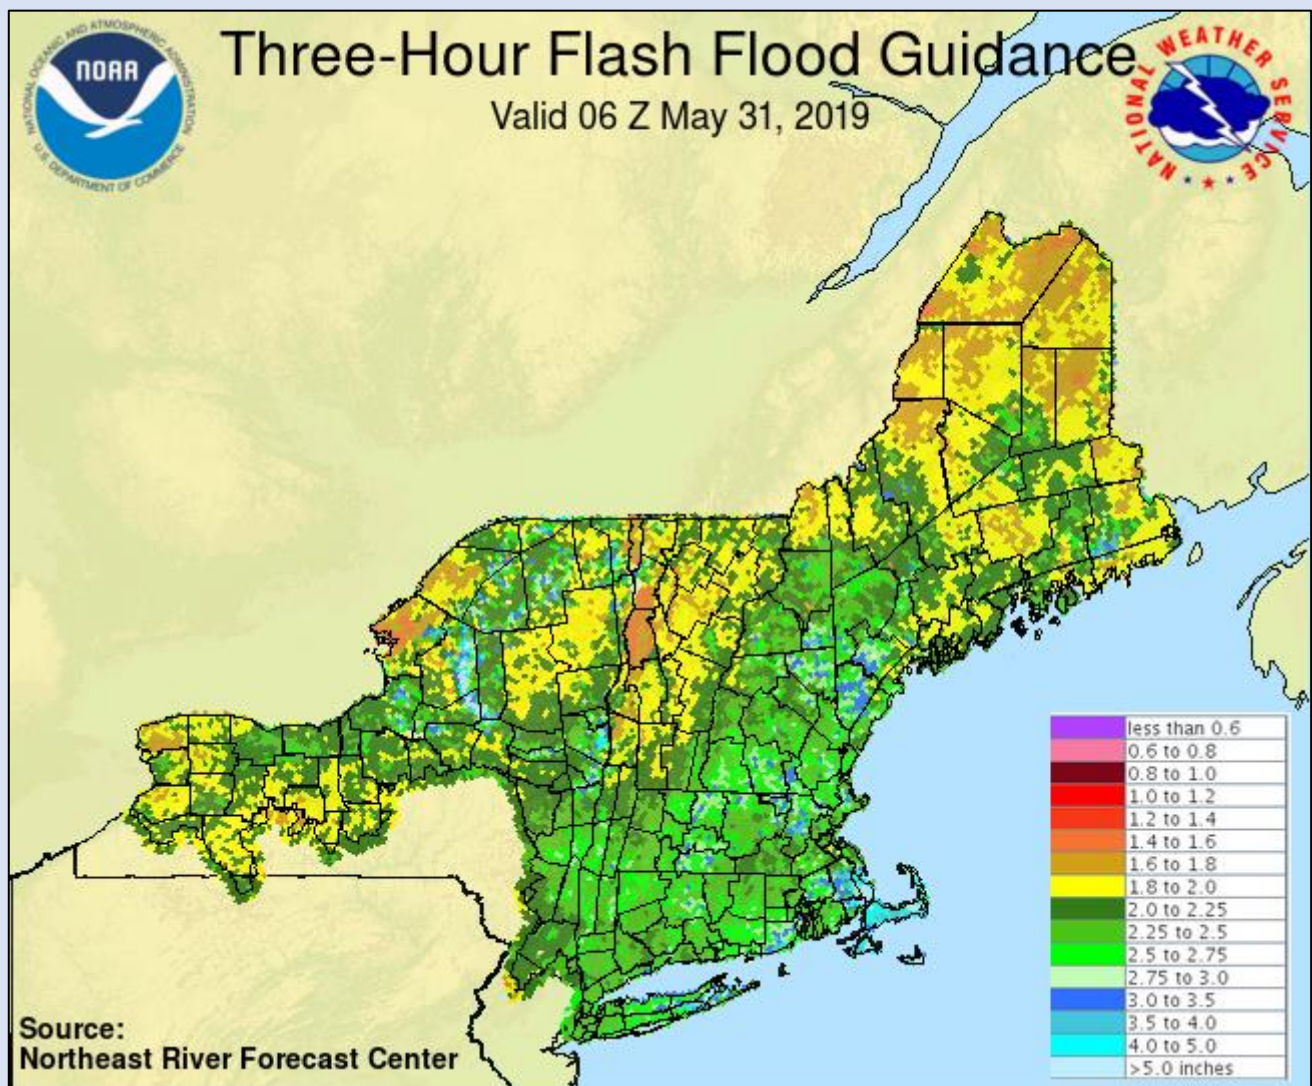 Three-Hour Flash Flood Guidance
Valid 06 Z May 31, 2019
NATIONAL OCEANIC AND ATMOSPHERIC ADMINISTRATION
NOAA
U.S. DEPARTMENT OF COMMERCE
NATIONAL WEATHER SERVICE
less than 0.6
0.6 to 0.8
0.8 to 1.0
1.0 to 1.2
1.2 to 1.4
1.4 to 1.6
1.6 to 1.8
1.8 to 2.0
2.0 to 2.25
2.25 to 2.5
2.5 to 2.75
2.75 to 3.0
3.0 to 3.5
3.5 to 4.0
4.0 to 5.0
>5.0 inches
Source:
Northeast River Forecast Center